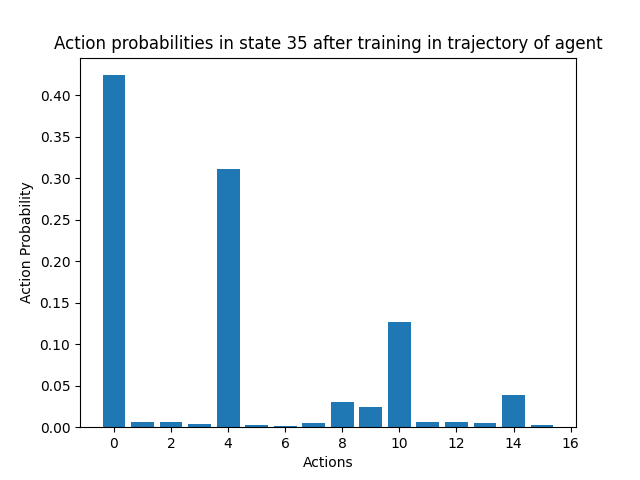 Action probabilities in state 35 after training in trajectory of agent
0.40
0.35
0.30
0.25
0.20
0.15
0.10
0.05
0.00
Action Probability
0 2 4 6 8 10 12 14 16
Actions